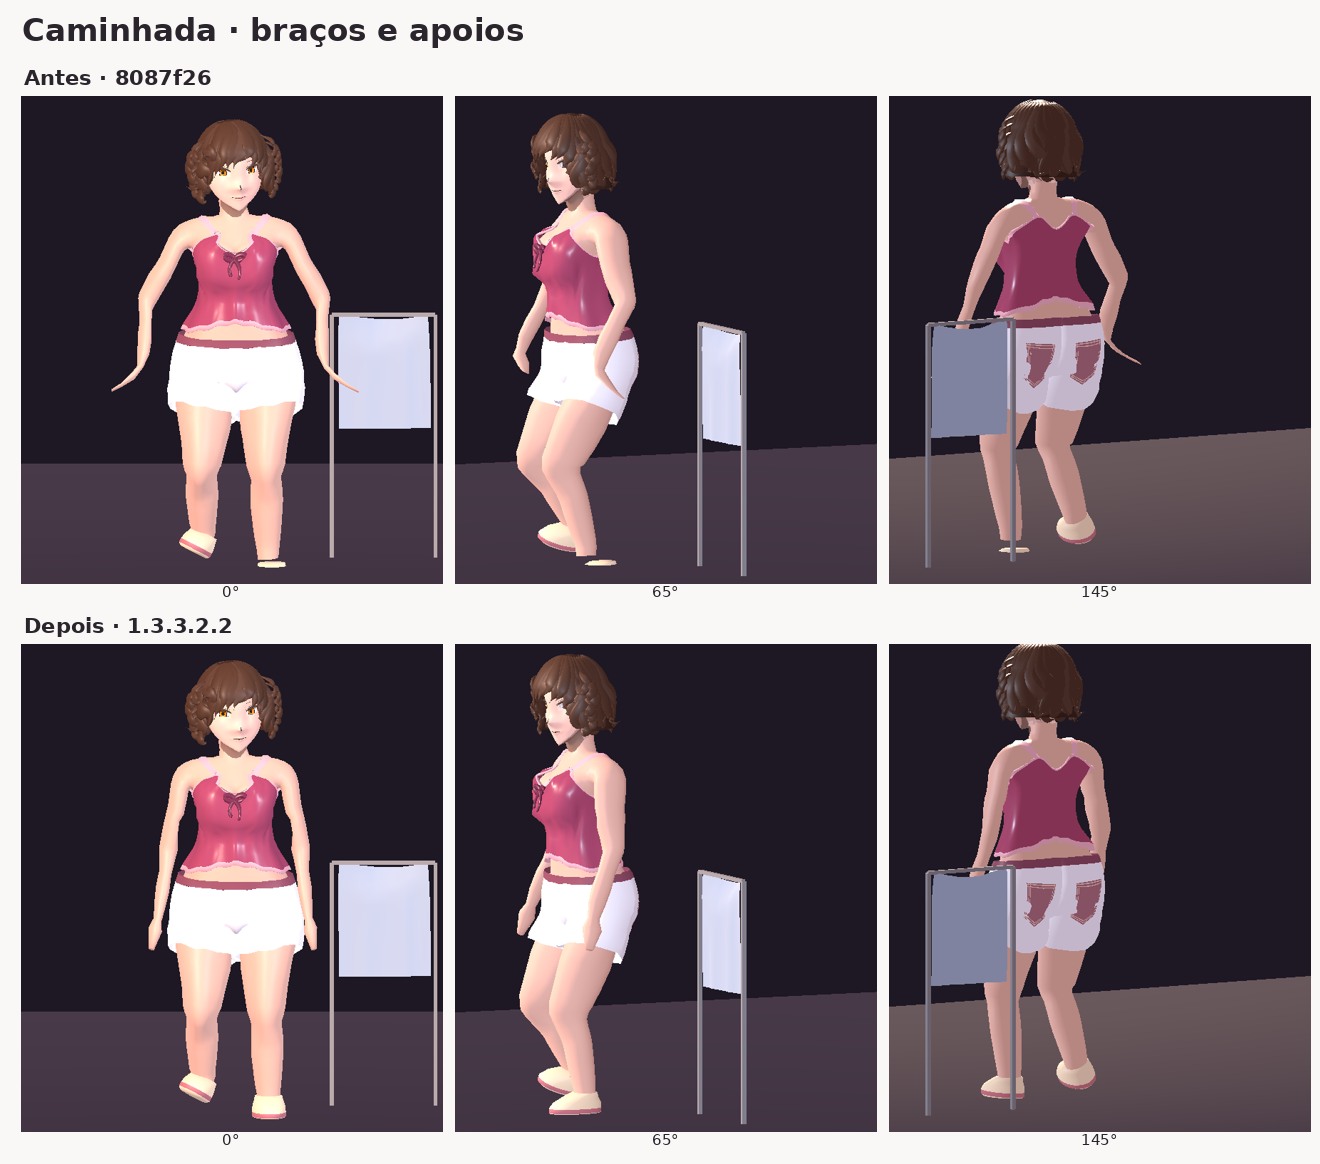 Caminhada · braços e apoios
Antes · 8087f26
0° 65° 145°
Depois · 1.3.3.2.2
0° 65° 145°